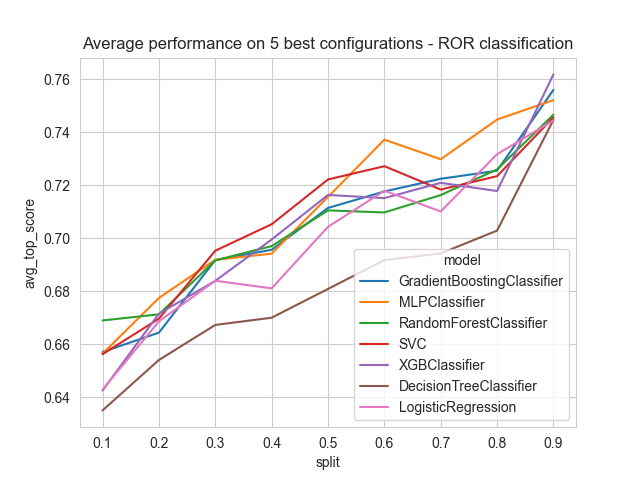 Average performance on 5 best configurations - ROR classification
avg_top_score
0.76
0.74
0.72
0.70
0.68
0.66
0.64
model
GradientBoostingClassifier
MLPClassifier
RandomForestClassifier
SVC
XGBClassifier
DecisionTreeClassifier
LogisticRegression
0.1 0.2 0.3 0.4 0.5 0.6 0.7 0.8 0.9
split